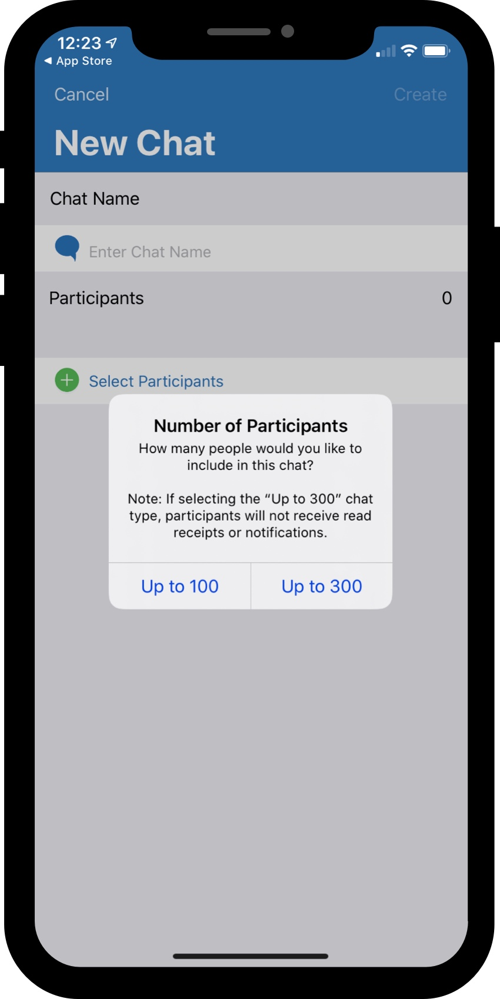 12:23
◀ App Store
Cancel
Create
New Chat
Chat Name
Enter Chat Name
Participants
0
Select Participants
Number of Participants
How many people would you like to
include in this chat?
Note: If selecting the “Up to 300” chat
type, participants will not receive read
receipts or notifications.
Up to 100
Up to 300